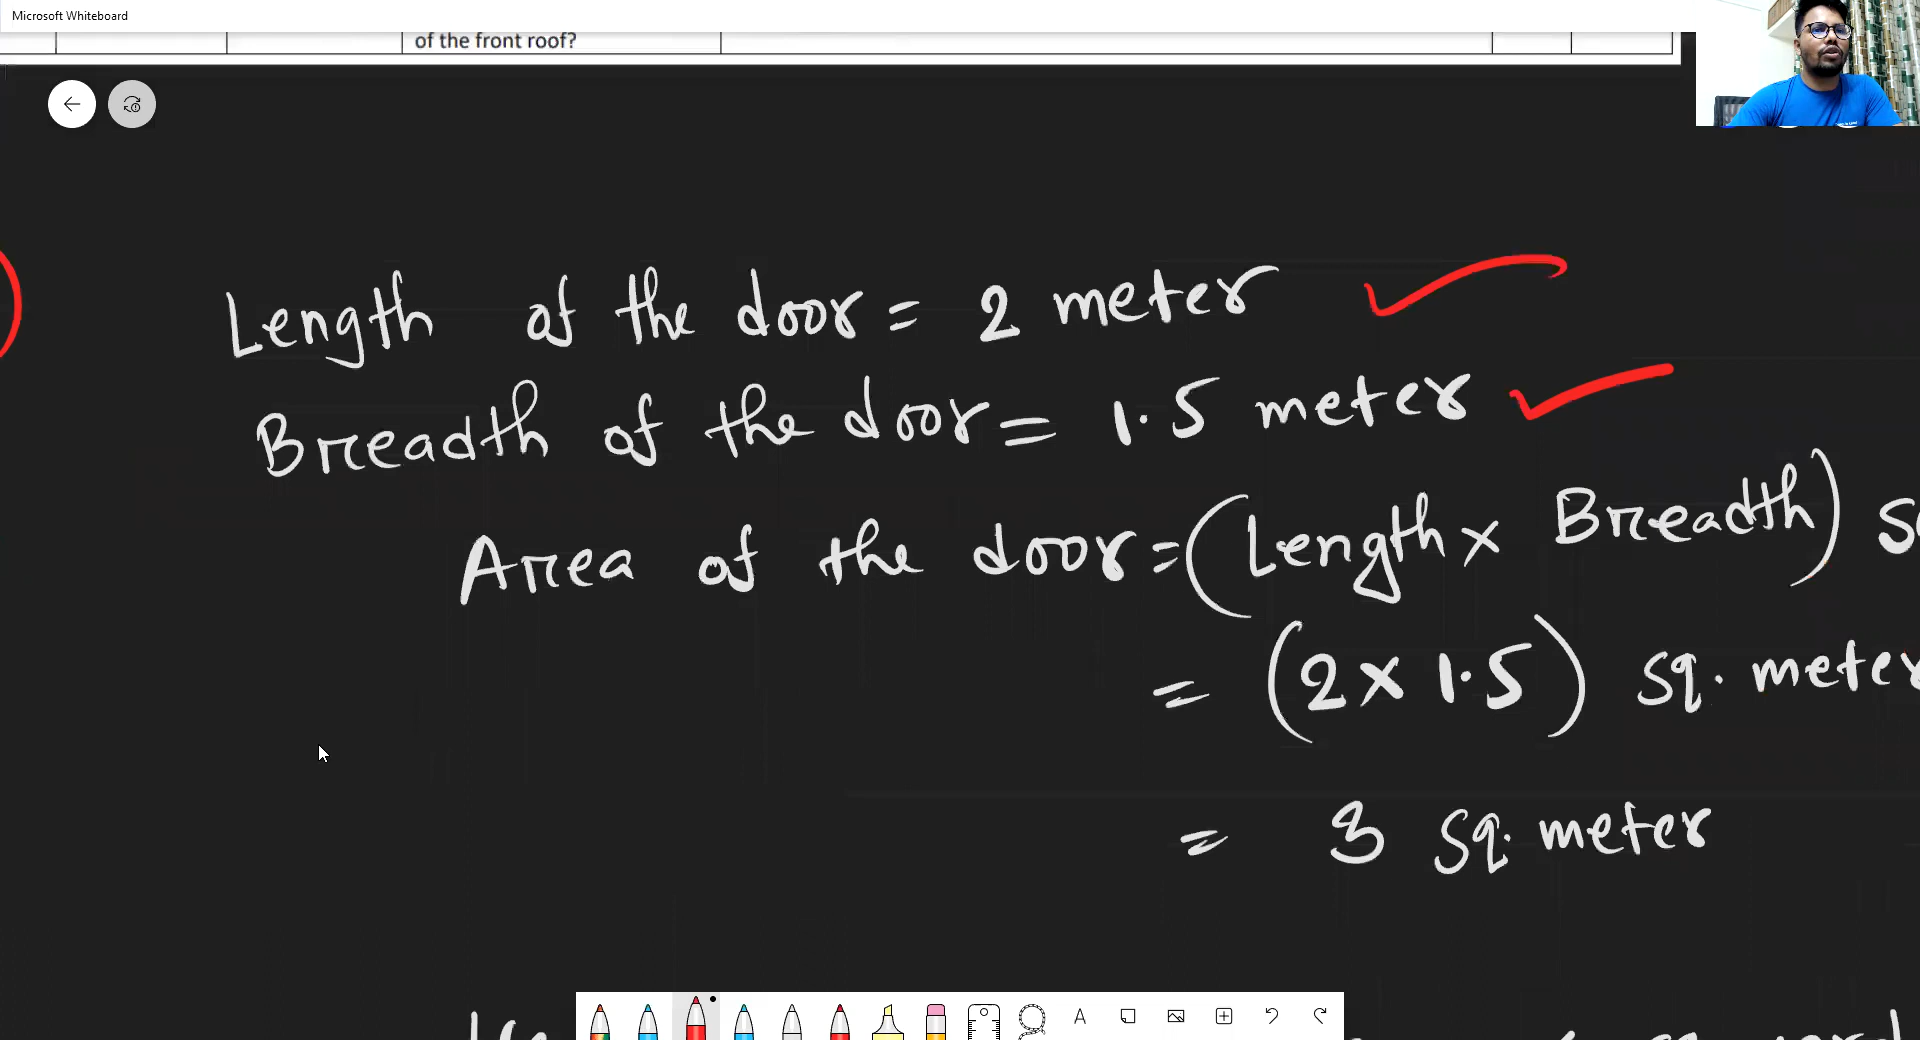 Microsoft Whiteboard
of the front roof?
Length of the door = 2 meter
Breadth of the door = 1.5 meter
Area of the door = (Length x Breadth)
= (2 x 1.5) sq. meter
= 3 sq. meter